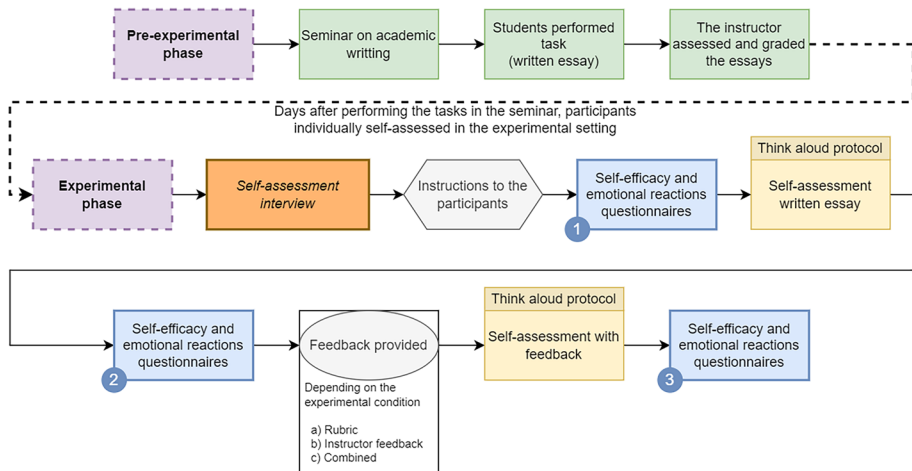 Pre-experimental
phase
Seminar on academic
writting
Students performed
task
(written essay)
The instructor
assessed and graded
the essays
Days after performing the tasks in the seminar, participants
individually self-assessed in the experimental setting
Experimental
phase
Self-assessment
interview
Instructions to the
participants
Self-efficacy and
emotional reactions
questionnaires
1
Think aloud protocol
Self-assessment
written essay
Self-efficacy and
emotional reactions
questionnaires
2
Feedback provided
Depending on the
experimental condition
a) Rubric
b) Instructor feedback
c) Combined
Think aloud protocol
Self-assessment with
feedback
Self-efficacy and
emotional reactions
questionnaires
3